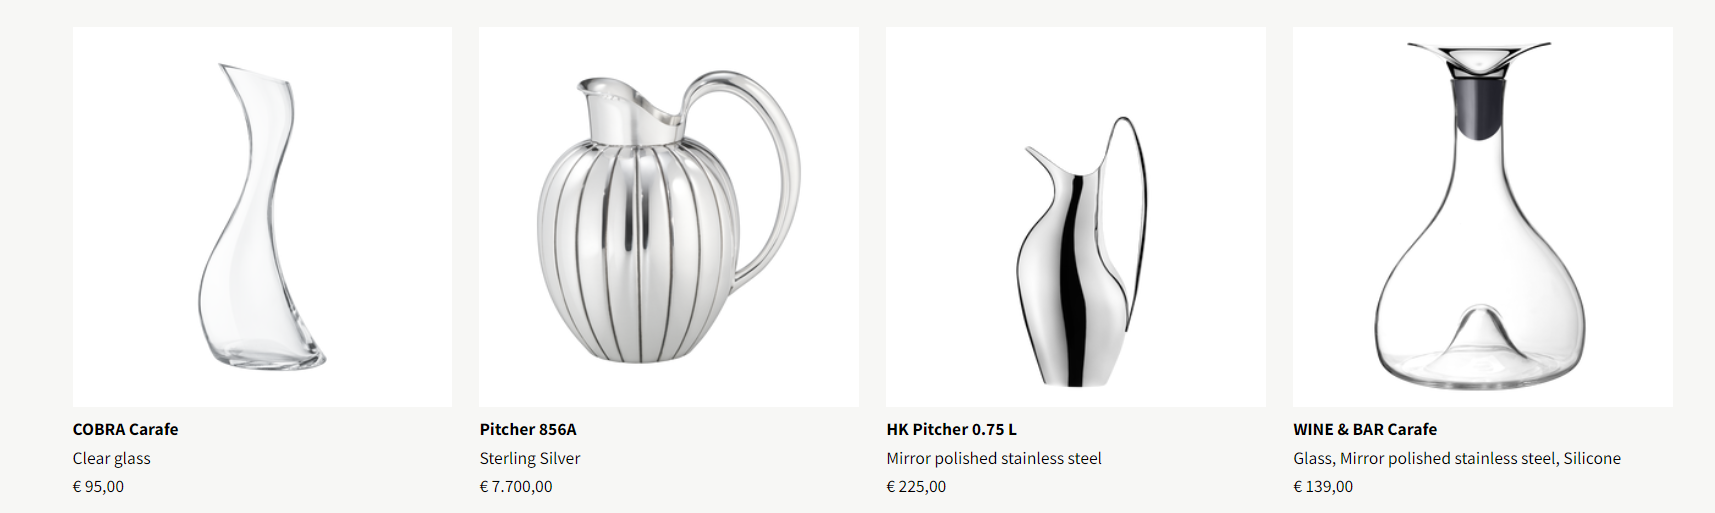 COBRA Carafe
Clear glass
€ 95,00
Pitcher 856A
Sterling Silver
€ 7.700,00
HK Pitcher 0.75 L
Mirror polished stainless steel
€ 225,00
WINE & BAR Carafe
Glass, Mirror polished stainless steel, Silicone
€ 139,00